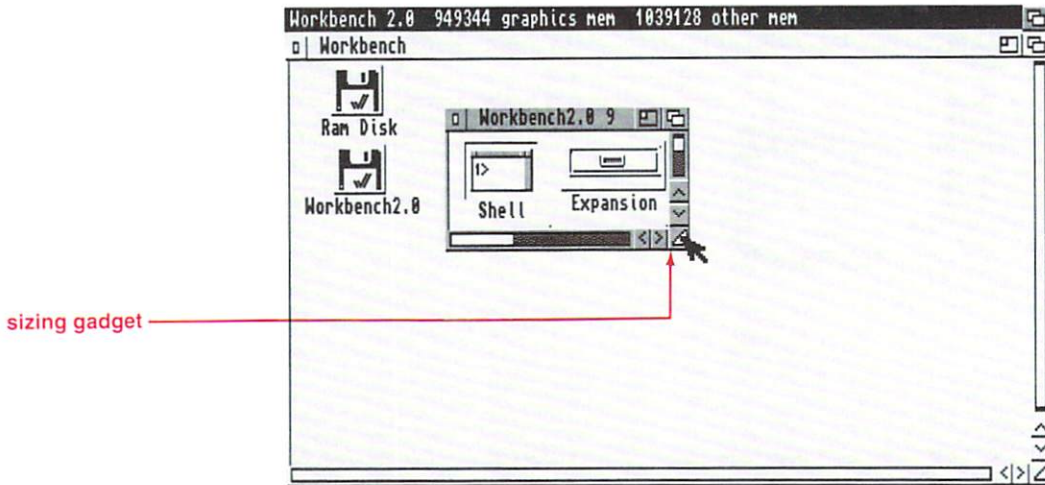 Workbench 2.0 949344 graphics mem 1039128 other mem
Workbench
Ram Disk
Workbench2.0 9
1>
Shell
Expansion
Workbench2.0
sizing gadget